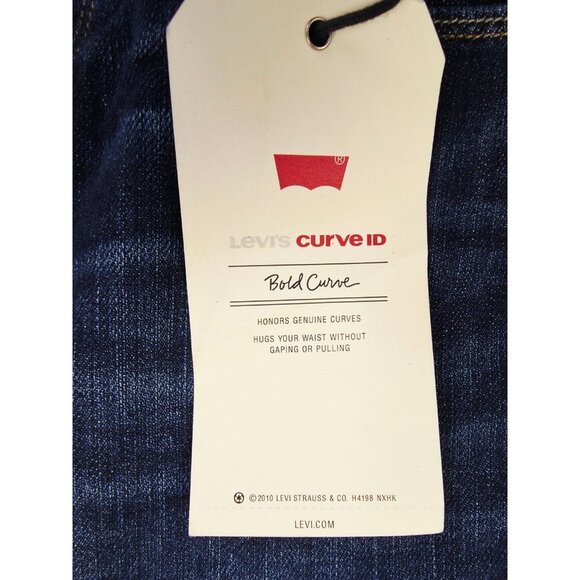 ®
Levi's curve ID
Bold Curve
HONORS GENUINE CURVES
HUGS YOUR WAIST WITHOUT
GAPING OR PULLING
©2010 LEVI STRAUSS & CO. H4198 NXHK
LEVI.COM